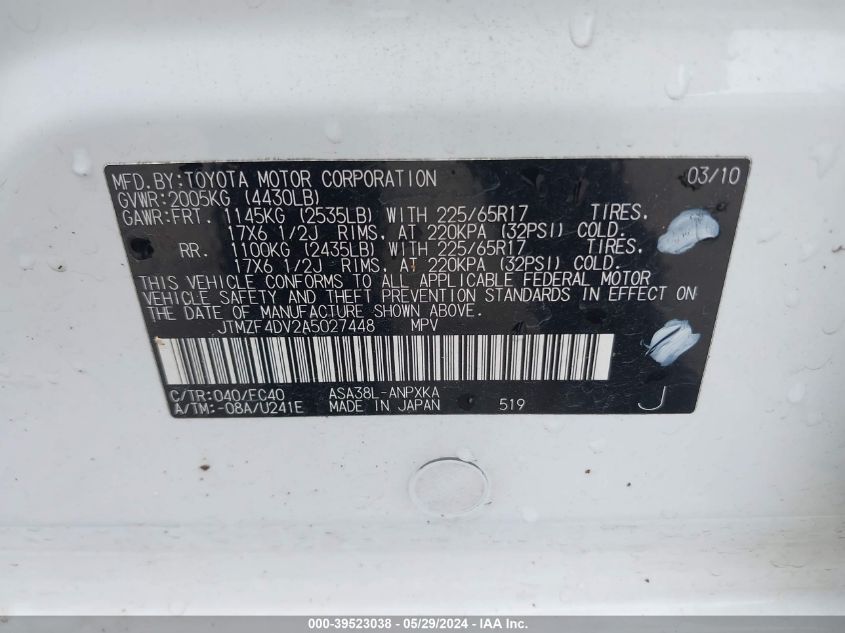 MFD.BY:TOYOTA MOTOR CORPORATION 03/10
GVWR:2005KG (4430LB)
GAWR:FRT. 1145KG (2535LB) WITH 225/65R17 TIRES.
17X6 1/2J RIMS, AT 220KPA (32PSI) COLD.
RR. 1100KG (2435LB) WITH 225/65R17 TIRES.
17X6 1/2J RIMS, AT 220KPA (32PSI) COLD.
THIS VEHICLE CONFORMS TO ALL APPLICABLE FEDERAL MOTOR
VEHICLE SAFETY AND THEFT PREVENTION STANDARDS IN EFFECT ON
THE DATE OF MANUFACTURE SHOWN ABOVE.
JTMZF4DV2A5027448 MPV
C/TR:040/EC40 ASA38L-ANPXKA
A/TM:-08A/U241E MADE IN JAPAN 519 J
000-39523038 - 05/29/2024 - IAA Inc.